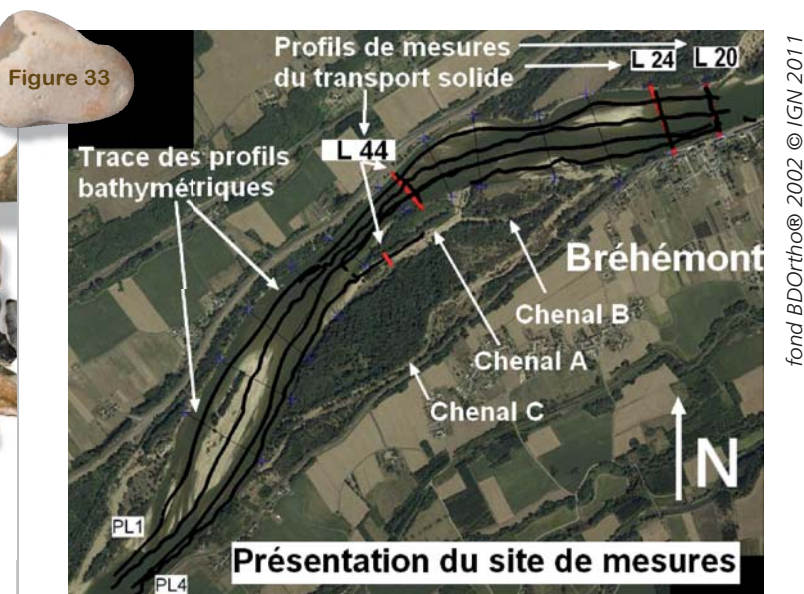 Figure 33
Profils de mesures
du transport solide
L 24
L 20
Trace des profils
bathymétriques
L 44
Bréhémont
Chenal B
Chenal A
Chenal C
N
PL1
PL4
Présentation du site de mesures
fond BDOrtho® 2002 © IGN 2011